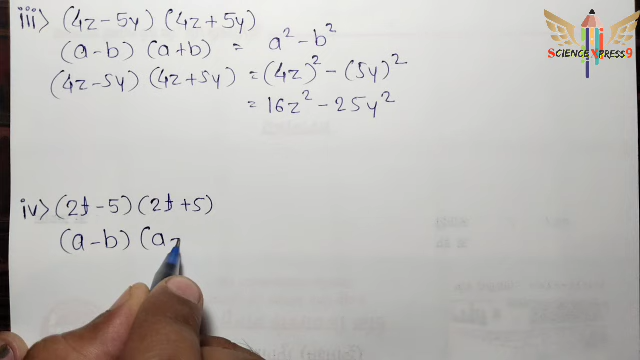 iii> (4z-5y) (4z+5y)
(a-b) (a+b) = a² - b²
(4z-5y) (4z+5y) = (4z)² - (5y)²
= 16z² - 25y²
iv> (2t-5)(2t+5)
(a-b) (a-
SCIENCE XPRESS9